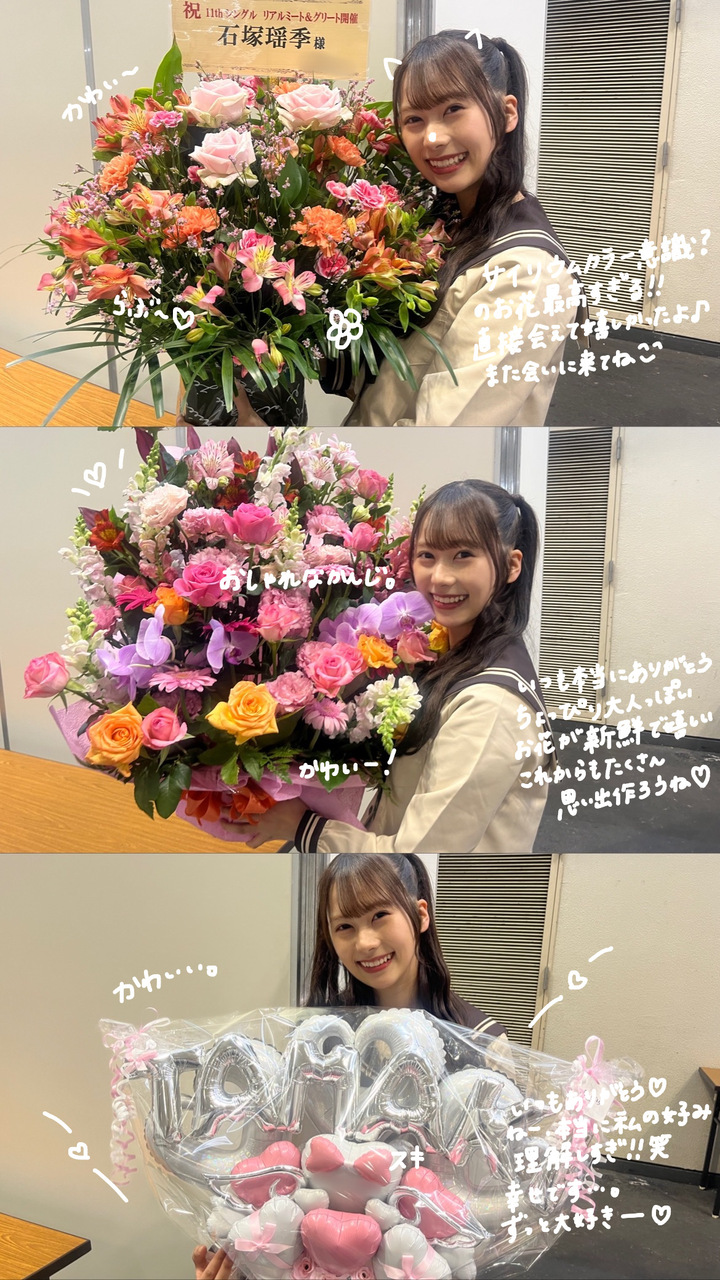 祝 11thシングル リアルミート&グリート開催
石塚瑶季様
かわい〜
らぶ〜♡
サイリウムカラー意識?
のお花最高すぎる!!
直接会えて嬉しかったよ♪
また会いに来てね
おしゃれなかんじ。
かわいー!
いつも本当にありがとう
ちょっぴり大人っぽい
お花が新鮮で嬉しい
これからもたくさん
思い出作ろうね♡
かわいい。
TAMAKI
スキ
いつもありがとう♡
ねー、本当に私の好み
理解しすぎ!!笑
幸せです…。
ずっと大好きー♡